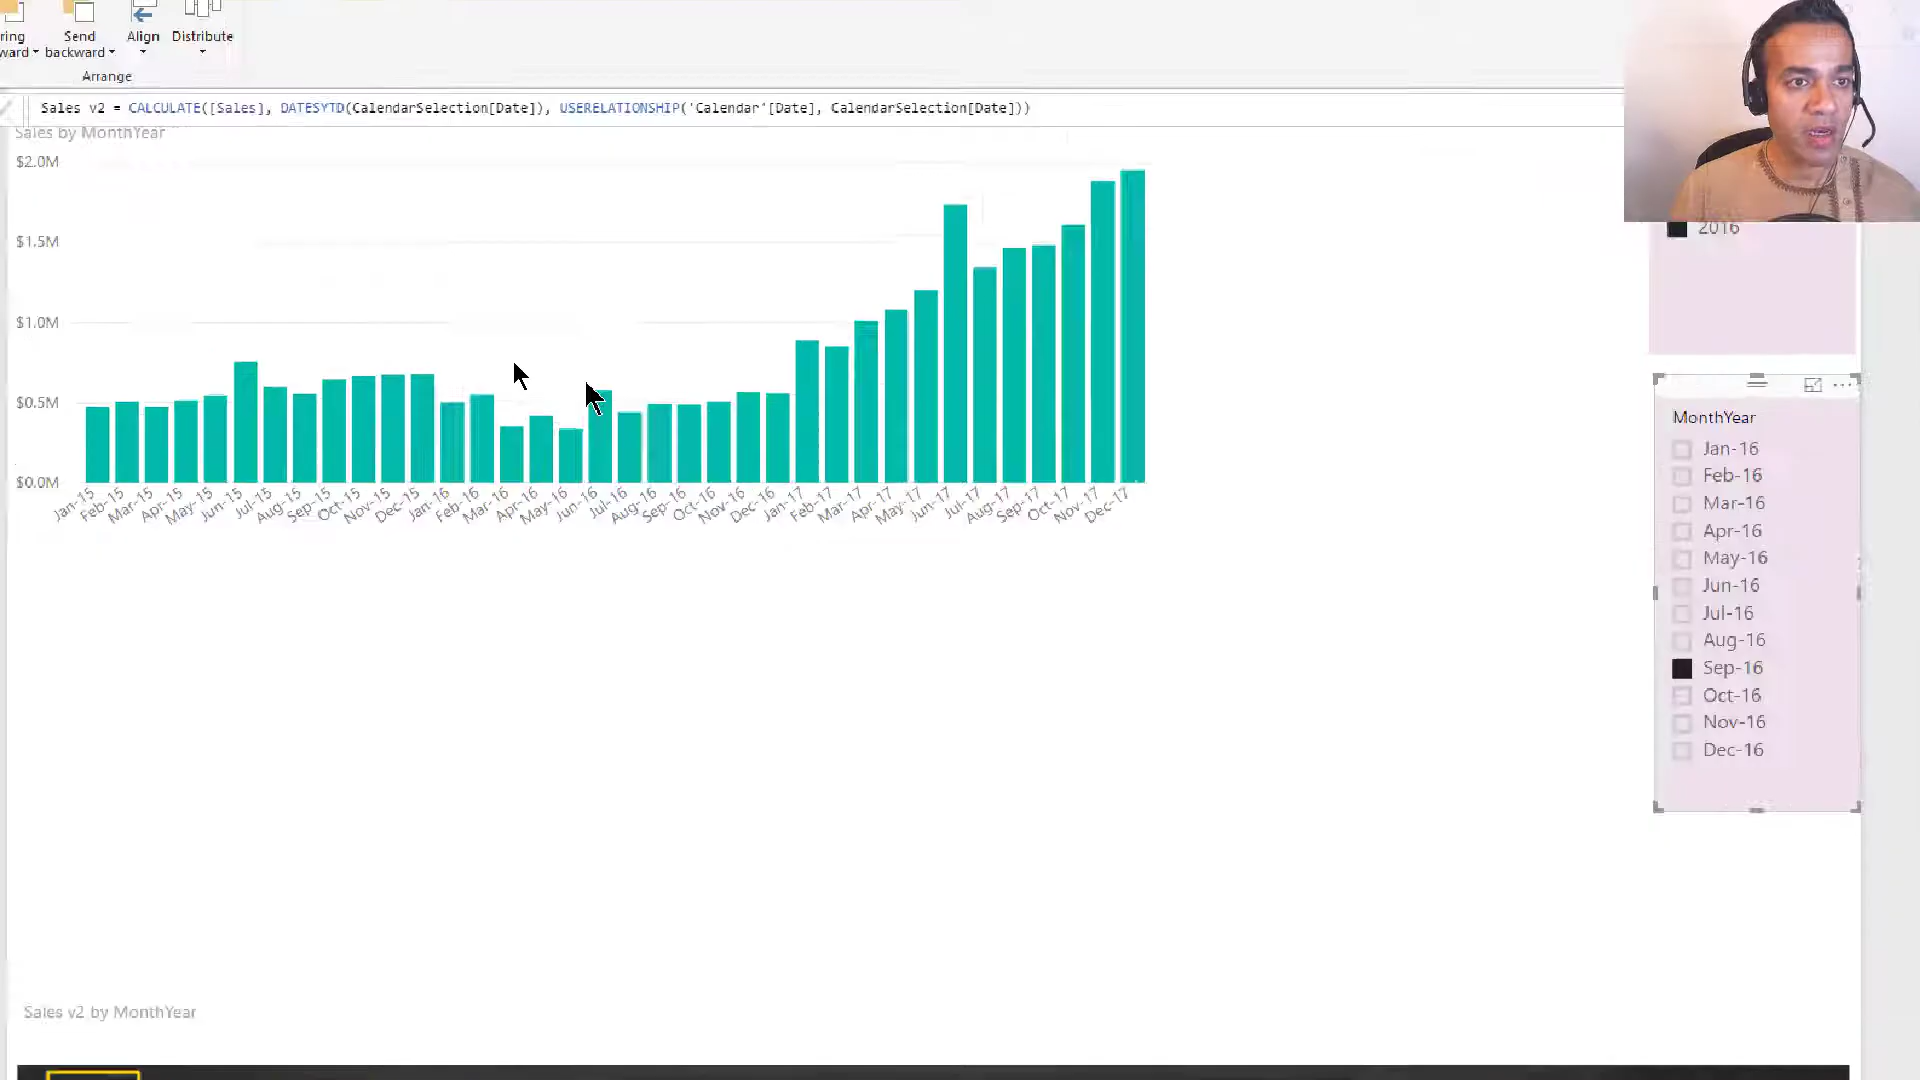 ring
ward
Send
backward
Align
Distribute
Arrange
Sales v2 = CALCULATE([Sales], DATESYTD(CalendarSelection[Date]), USERELATIONSHIP('Calendar'[Date], CalendarSelection[Date]))
Sales by MonthYear
$2.0M
$1.5M
$1.0M
$0.5M
$0.0M
Jan-15
Feb-15
Mar-15
Apr-15
May-15
Jun-15
Jul-15
Aug-15
Sep-15
Oct-15
Nov-15
Dec-15
Jan-16
Feb-16
Mar-16
Apr-16
May-16
Jun-16
Jul-16
Aug-16
Sep-16
Oct-16
Nov-16
Dec-16
Jan-17
Feb-17
Mar-17
Apr-17
May-17
Jun-17
Jul-17
Aug-17
Sep-17
Oct-17
Nov-17
Dec-17
2016
MonthYear
Jan-16
Feb-16
Mar-16
Apr-16
May-16
Jun-16
Jul-16
Aug-16
Sep-16
Oct-16
Nov-16
Dec-16
Sales v2 by MonthYear